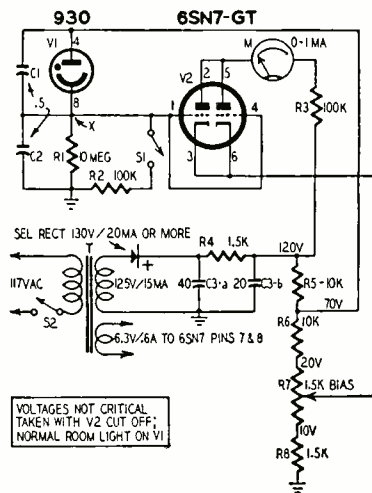 930 6SN7-GT
V1 4
V2 2 5
M 0-1 MA
C1
.5
8
X
1 4
R3 100K
C2
R1 10 MEG
S1
3 6
R2 100K
SEL RECT 130V/20MA OR MORE
T
+
R4 1.5K
120V
117VAC
125V/15MA
40 C3-a
20 C3-b
R5-10K
S2
70V
6.3V/.6A TO 6SN7 PINS 7 & 8
R6 10K
20V
R7 1.5K BIAS
10V
R8 1.5K
VOLTAGES NOT CRITICAL
TAKEN WITH V2 CUT OFF;
NORMAL ROOM LIGHT ON V1